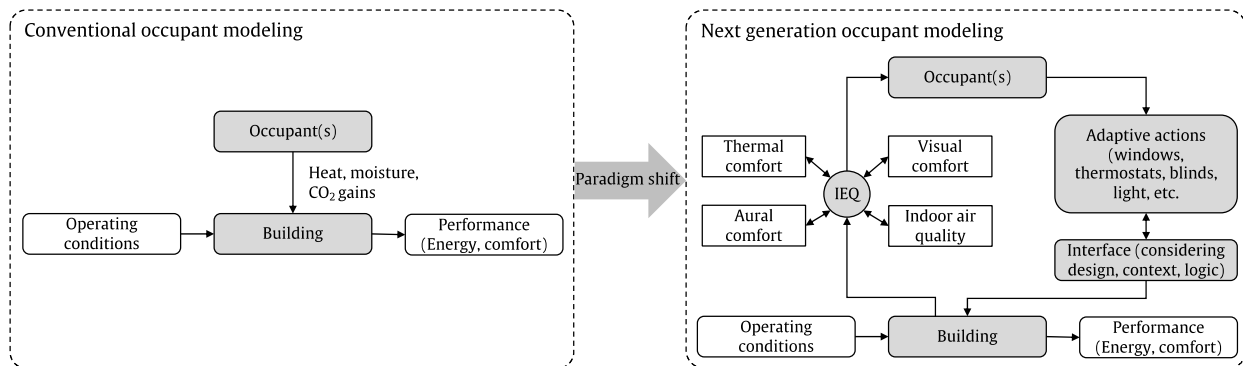 Conventional occupant modeling
Occupant(s)
Heat, moisture,
CO₂ gains
Operating
conditions
Building
Performance
(Energy, comfort)
Paradigm shift
Next generation occupant modeling
Occupant(s)
Thermal
comfort
Visual
comfort
IEQ
Aural
comfort
Indoor air
quality
Adaptive actions
(windows,
thermostats, blinds,
light, etc.
Interface (considering
design, context, logic)
Operating
conditions
Building
Performance
(Energy, comfort)